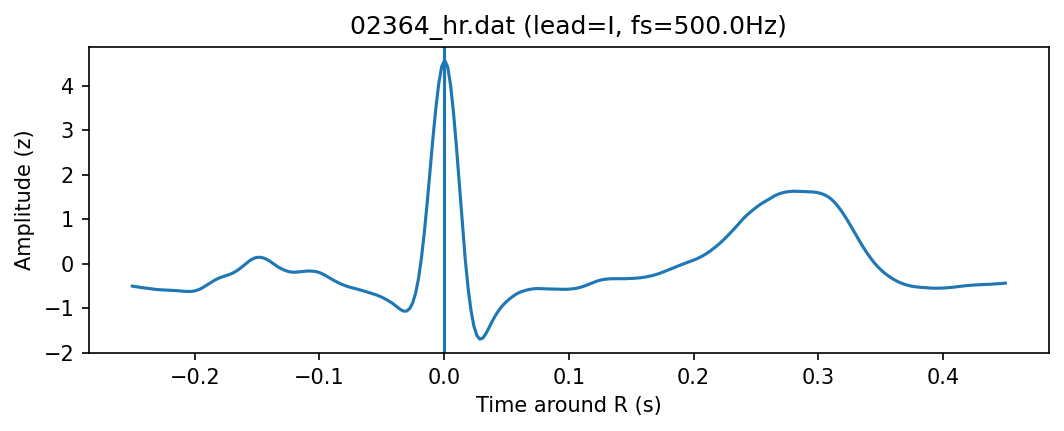 02364_hr.dat (lead=I, fs=500.0Hz)
Amplitude (z)
4
3
2
1
0
−1
−2
−0.2 −0.1 0.0 0.1 0.2 0.3 0.4
Time around R (s)